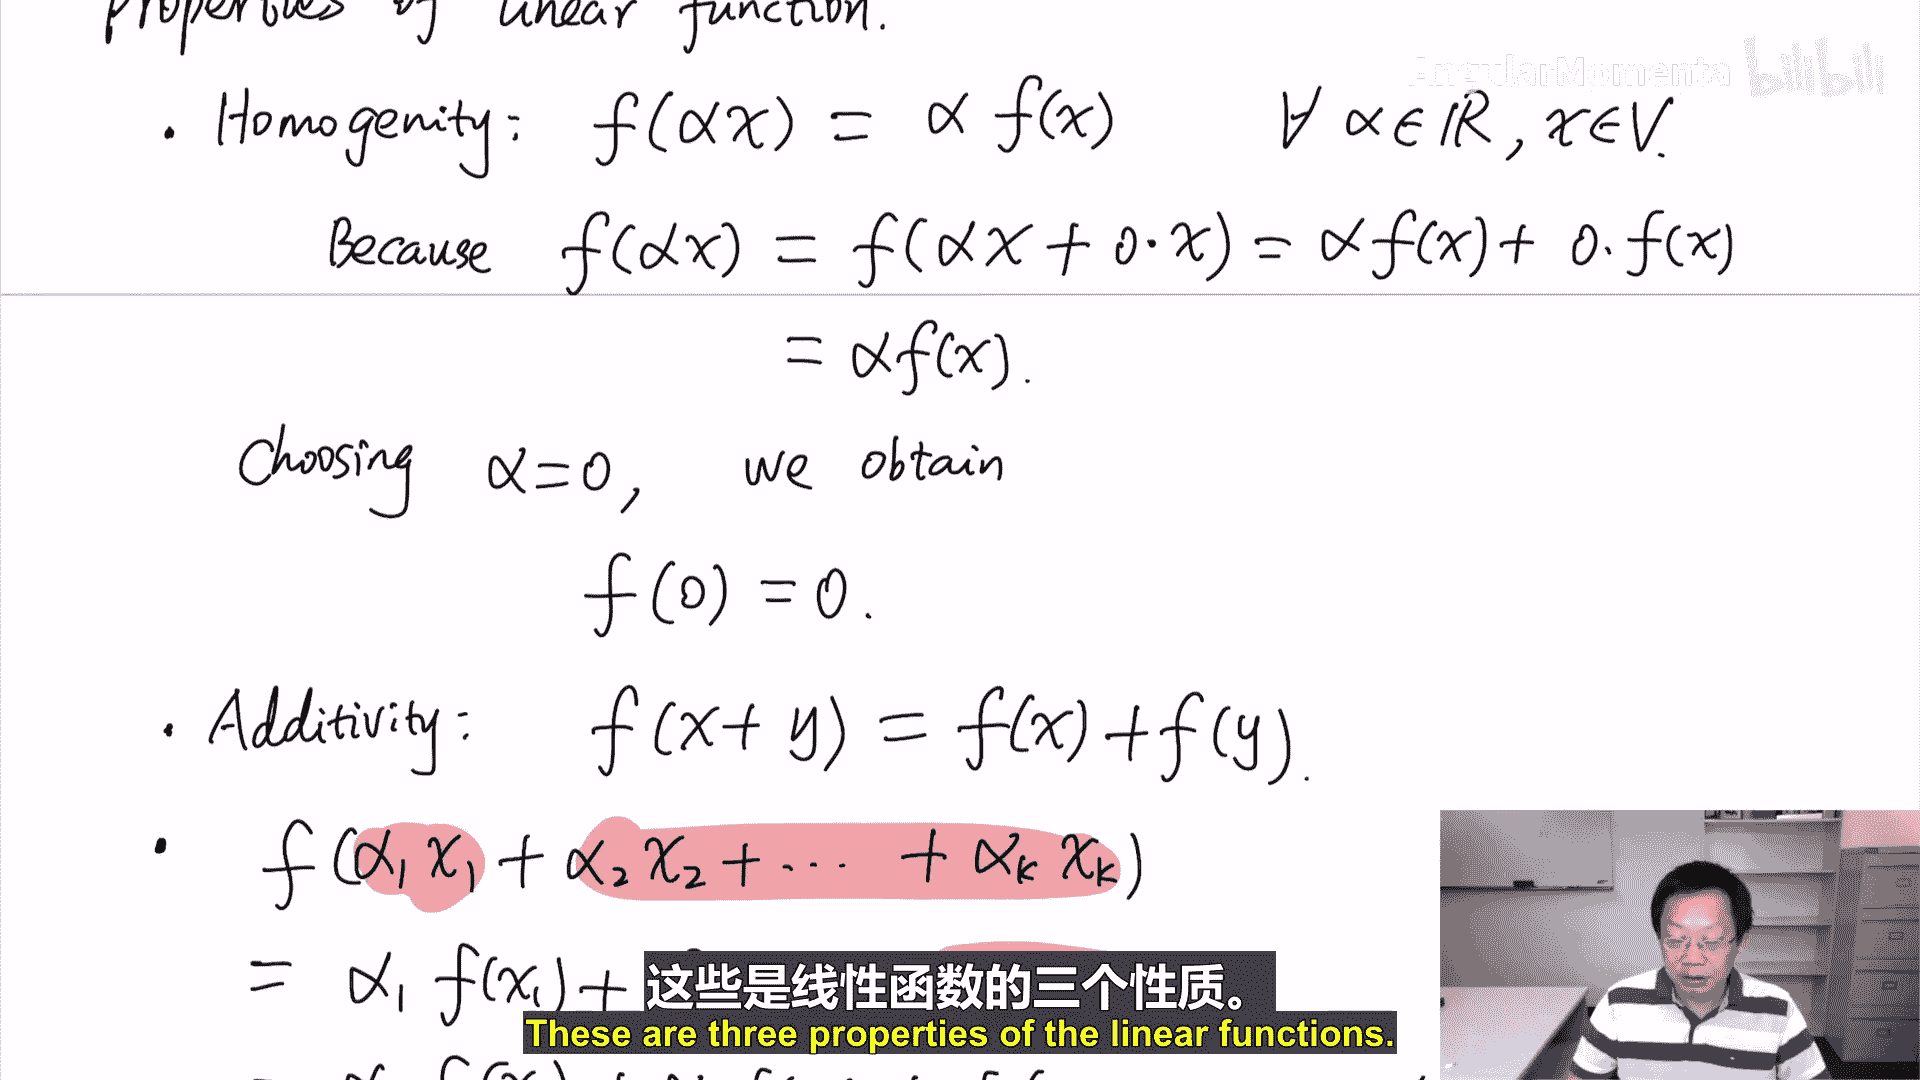 Properties of linear function.
AngularMomenta bilibili
· Homogenity: f(αx) = α f(x) ∀ α∈ℝ, x∈V.
Because f(αx) = f(αx + 0·x) = αf(x) + 0·f(x)
= αf(x).
Choosing α=0, we obtain
f(0) = 0.
· Additivity: f(x+y) = f(x)+f(y).
· f(α₁x₁ + α₂x₂ + ··· + αₖxₖ)
= α₁ f(x₁) +
这些是线性函数的三个性质。
These are three properties of the linear functions.